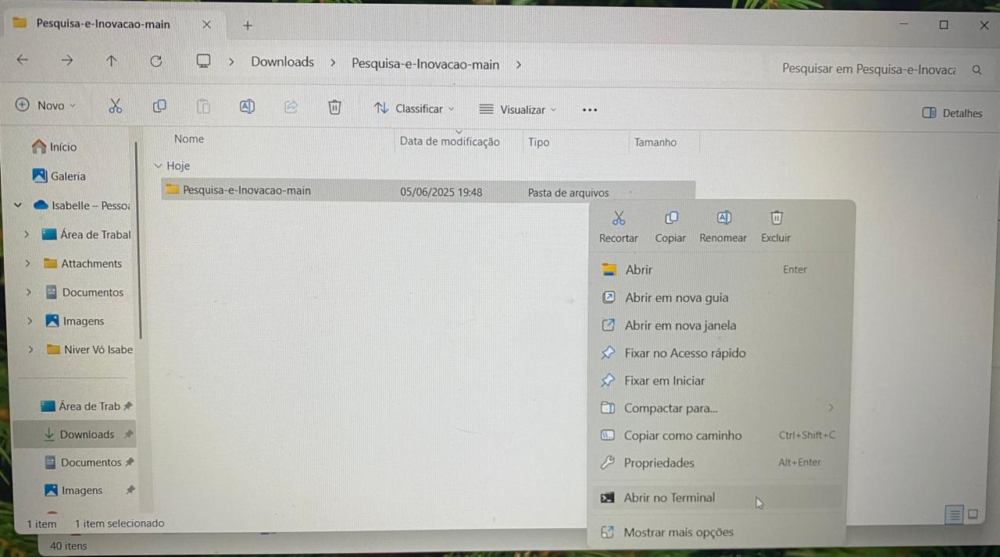 Pesquisa-e-Inovacao-main
Downloads Pesquisa-e-Inovacao-main
Pesquisar em Pesquisa-e-Inovaca
Novo
Classificar
Visualizar
Detalhes
Início
Galeria
Isabelle – Pessoa
Área de Trabal
Attachments
Documentos
Imagens
Niver Vó Isabe
Área de Trab
Downloads
Documentos
Imagens
Nome Data de modificação Tipo Tamanho
Hoje
Pesquisa-e-Inovacao-main 05/06/2025 19:48 Pasta de arquivos
Recortar Copiar Renomear Excluir
Abrir Enter
Abrir em nova guia
Abrir em nova janela
Fixar no Acesso rápido
Fixar em Iniciar
Compactar para...
Copiar como caminho Ctrl+Shift+C
Propriedades Alt+Enter
Abrir no Terminal
Mostrar mais opções
1 item 1 item selecionado
40 itens